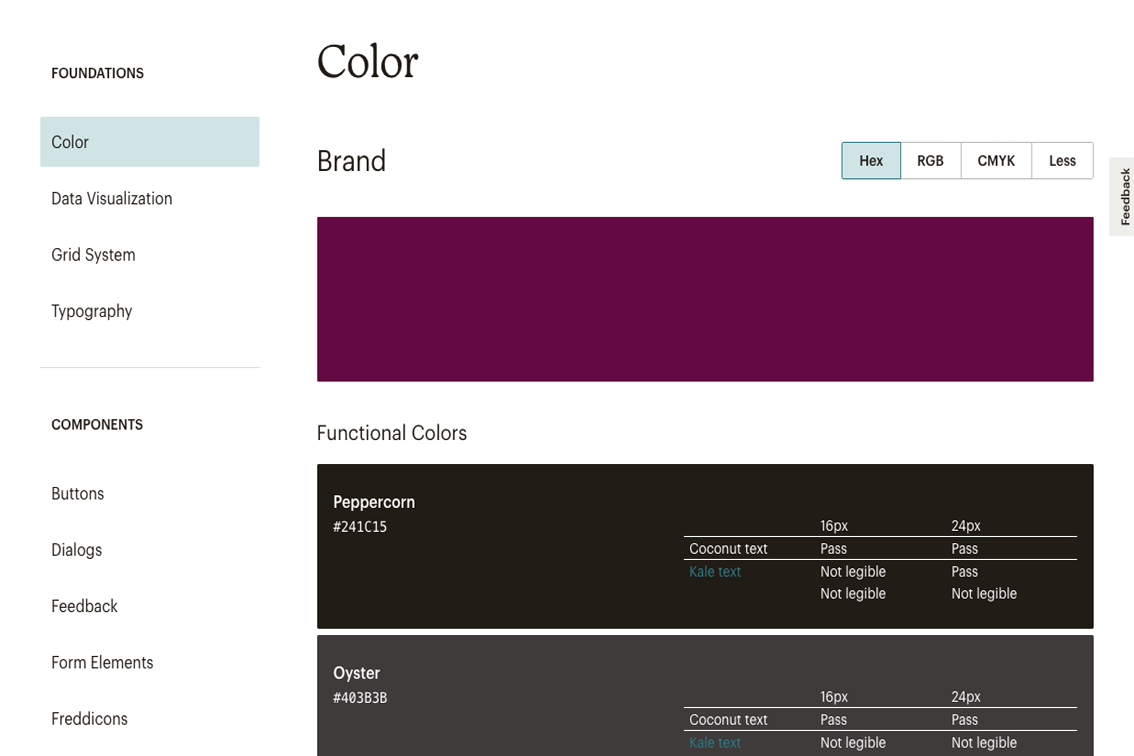 FOUNDATIONS
Color
Data Visualization
Grid System
Typography
COMPONENTS
Buttons
Dialogs
Feedback
Form Elements
Freddicons
Color
Brand
Hex RGB CMYK Less
Functional Colors
Peppercorn
#241C15
16px 24px
Coconut text Pass Pass
Kale text Not legible Pass
Not legible Not legible
Oyster
#403B3B
16px 24px
Coconut text Pass Pass
Kale text Not legible Not legible
Feedback